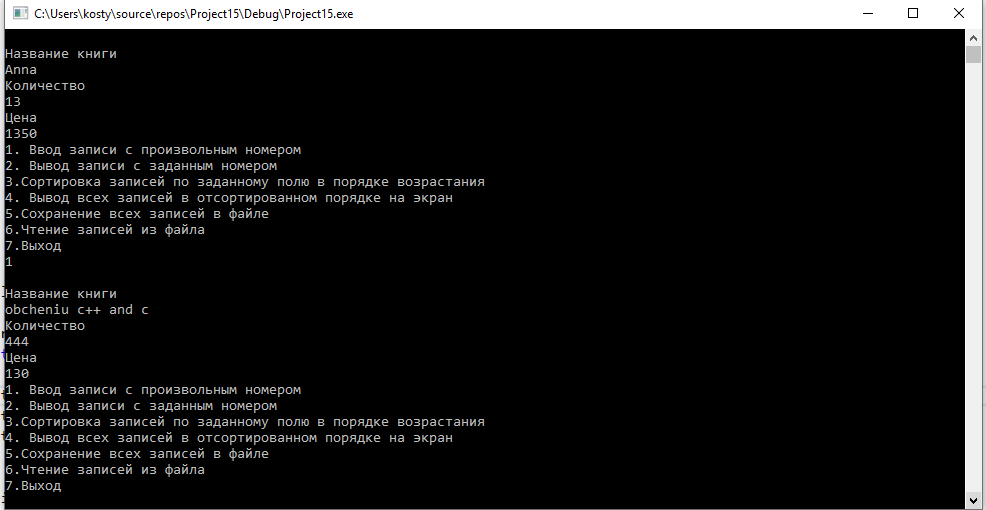 C:\Users\kosty\source\repos\Project15\Debug\Project15.exe
Название книги
Anna
Количество
13
Цена
1350
1. Ввод записи с произвольным номером
2. Вывод записи с заданным номером
3.Сортировка записей по заданному полю в порядке возрастания
4. Вывод всех записей в отсортированном порядке на экран
5.Сохранение всех записей в файле
6.Чтение записей из файла
7.Выход
1
Название книги
obcheniu c++ and c
Количество
444
Цена
130
1. Ввод записи с произвольным номером
2. Вывод записи с заданным номером
3.Сортировка записей по заданному полю в порядке возрастания
4. Вывод всех записей в отсортированном порядке на экран
5.Сохранение всех записей в файле
6.Чтение записей из файла
7.Выход